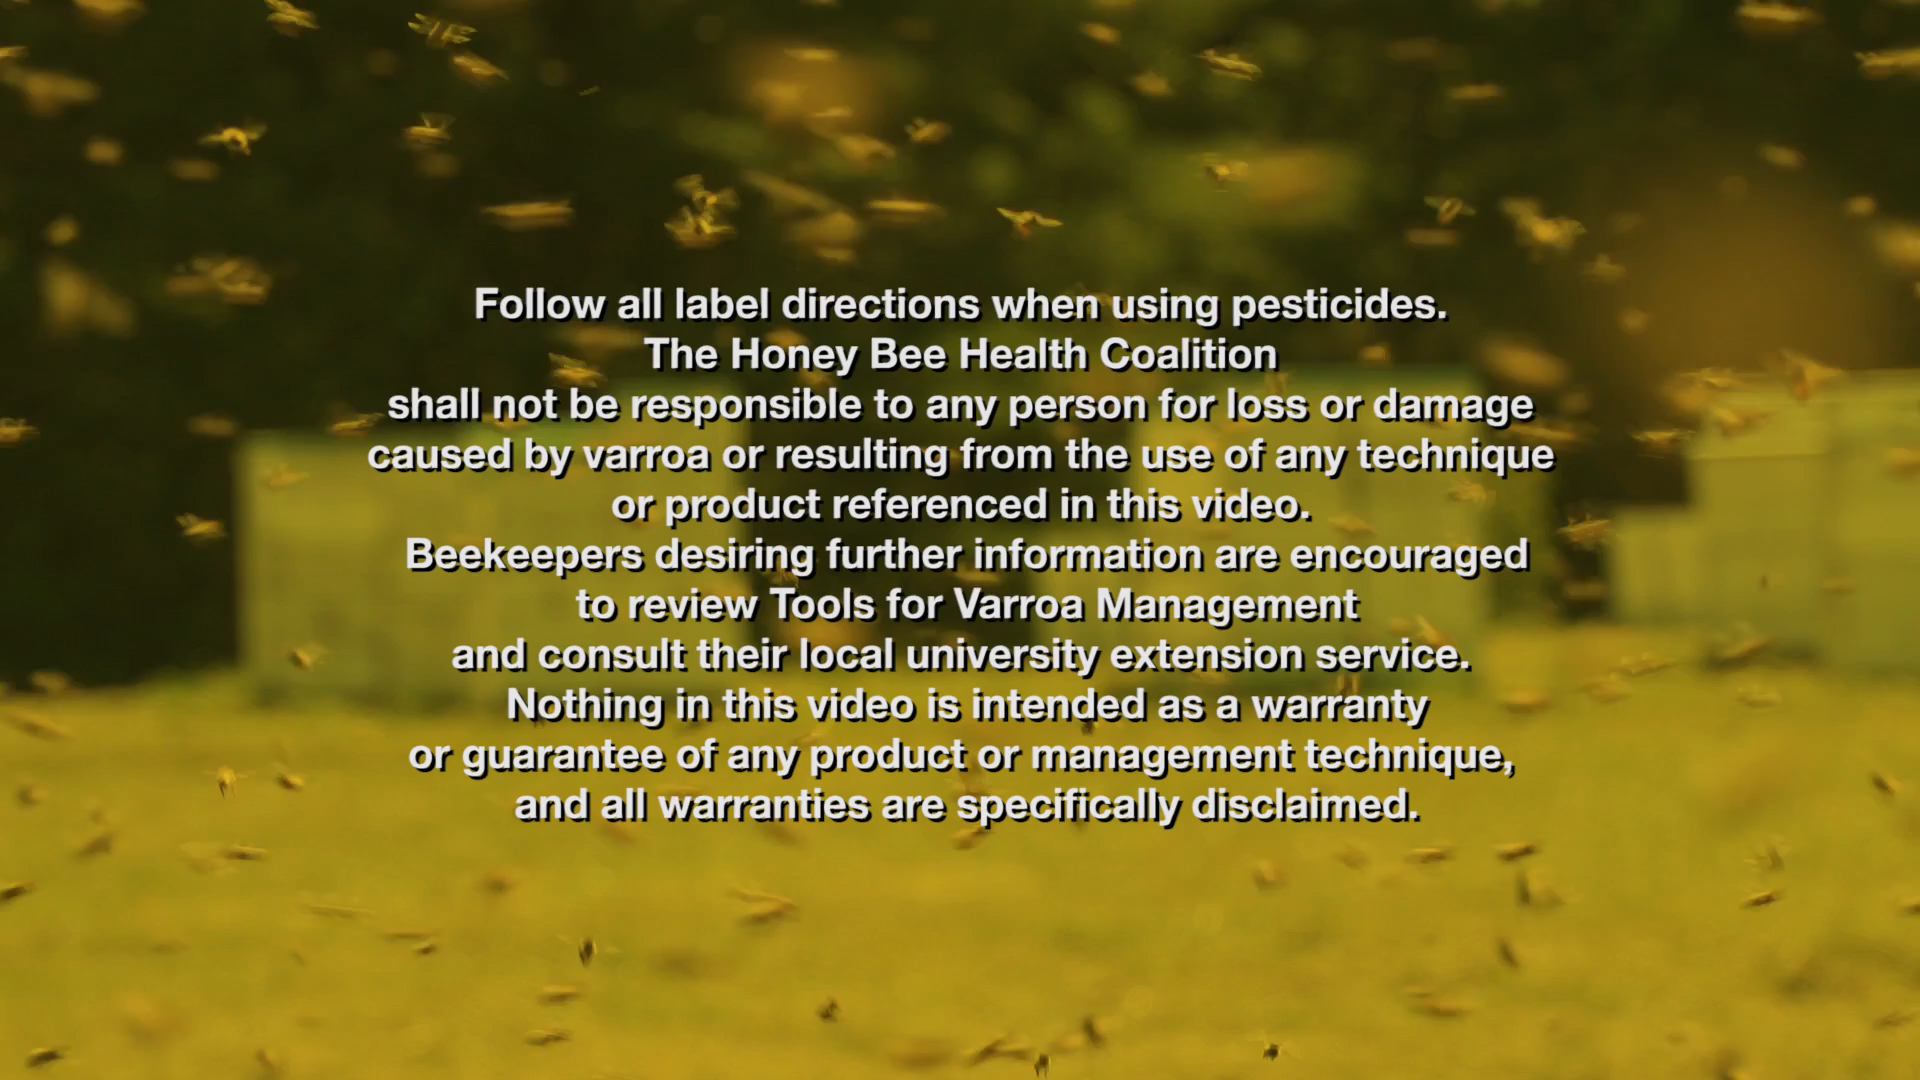 Follow all label directions when using pesticides.
The Honey Bee Health Coalition
shall not be responsible to any person for loss or damage
caused by varroa or resulting from the use of any technique
or product referenced in this video.
Beekeepers desiring further information are encouraged
to review Tools for Varroa Management
and consult their local university extension service.
Nothing in this video is intended as a warranty
or guarantee of any product or management technique,
and all warranties are specifically disclaimed.